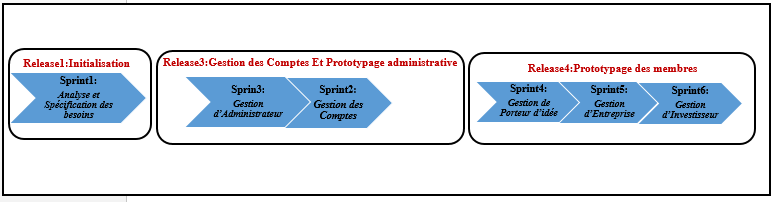 Release1:Initialisation
Sprint1:
Analyse et
Spécification des
besoins
Release3:Gestion des Comptes Et Prototypage administrative
Sprin3:
Gestion
d’Administrateur
Sprint2:
Gestion des
Comptes
Release4:Prototypage des membres
Sprint4:
Gestion de
Porteur d’idée
Sprint5:
Gestion
d’Entreprise
Sprint6:
Gestion
d’Investisseur